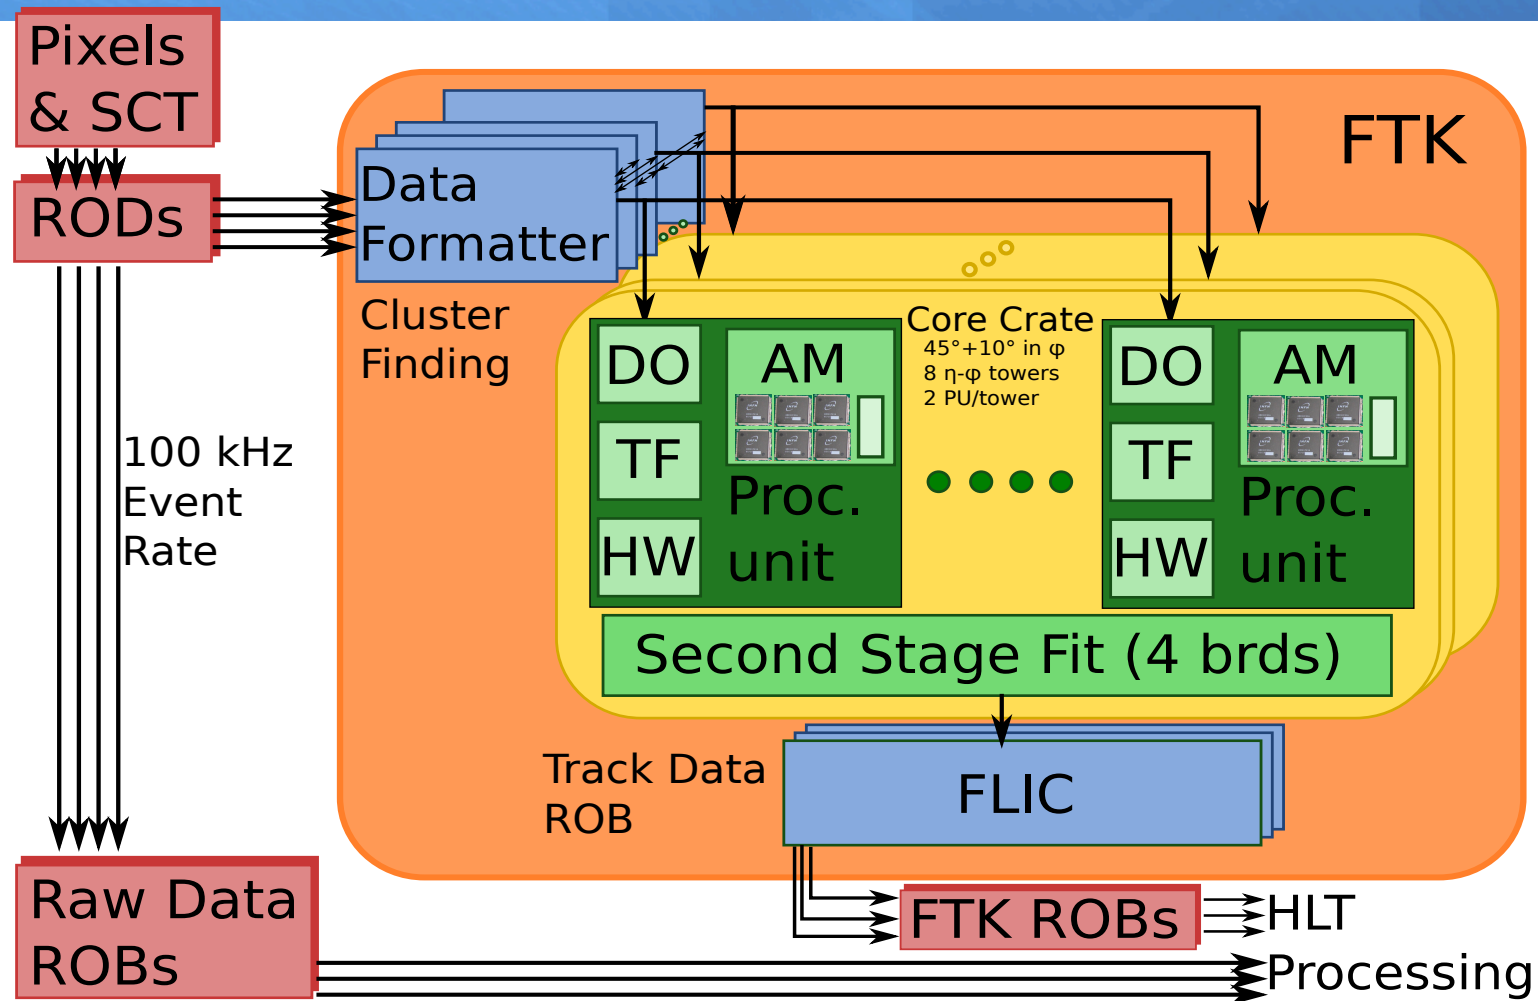 Pixels
& SCT
RODs
FTK
Data
Formatter
Cluster
Finding
100 kHz
Event
Rate
Core Crate
45°+10° in φ
8 η-φ towers
2 PU/tower
DO
TF
HW
AM
Proc.
unit
DO
TF
HW
AM
Proc.
unit
Second Stage Fit (4 brds)
Track Data
ROB
FLIC
Raw Data
ROBs
FTK ROBs
HLT
Processing